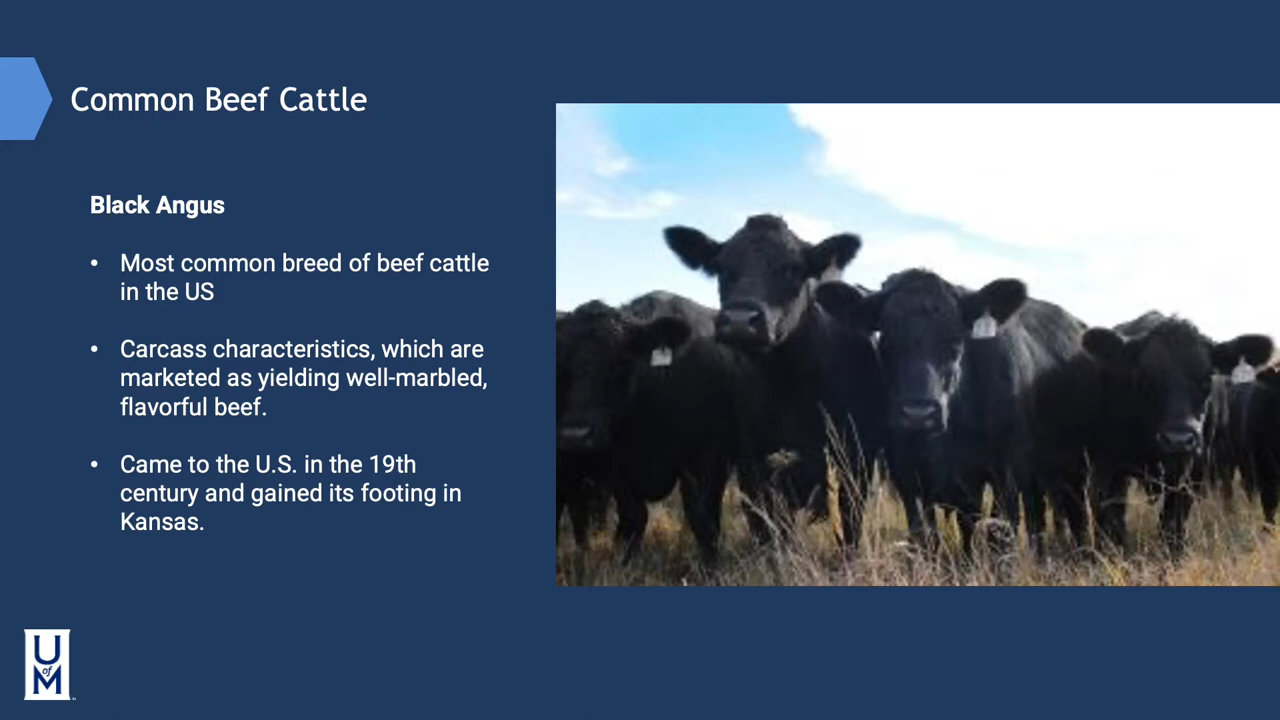 Common Beef Cattle
Black Angus
• Most common breed of beef cattle
in the US
• Carcass characteristics, which are
marketed as yielding well-marbled,
flavorful beef.
• Came to the U.S. in the 19th
century and gained its footing in
Kansas.
U
of
M